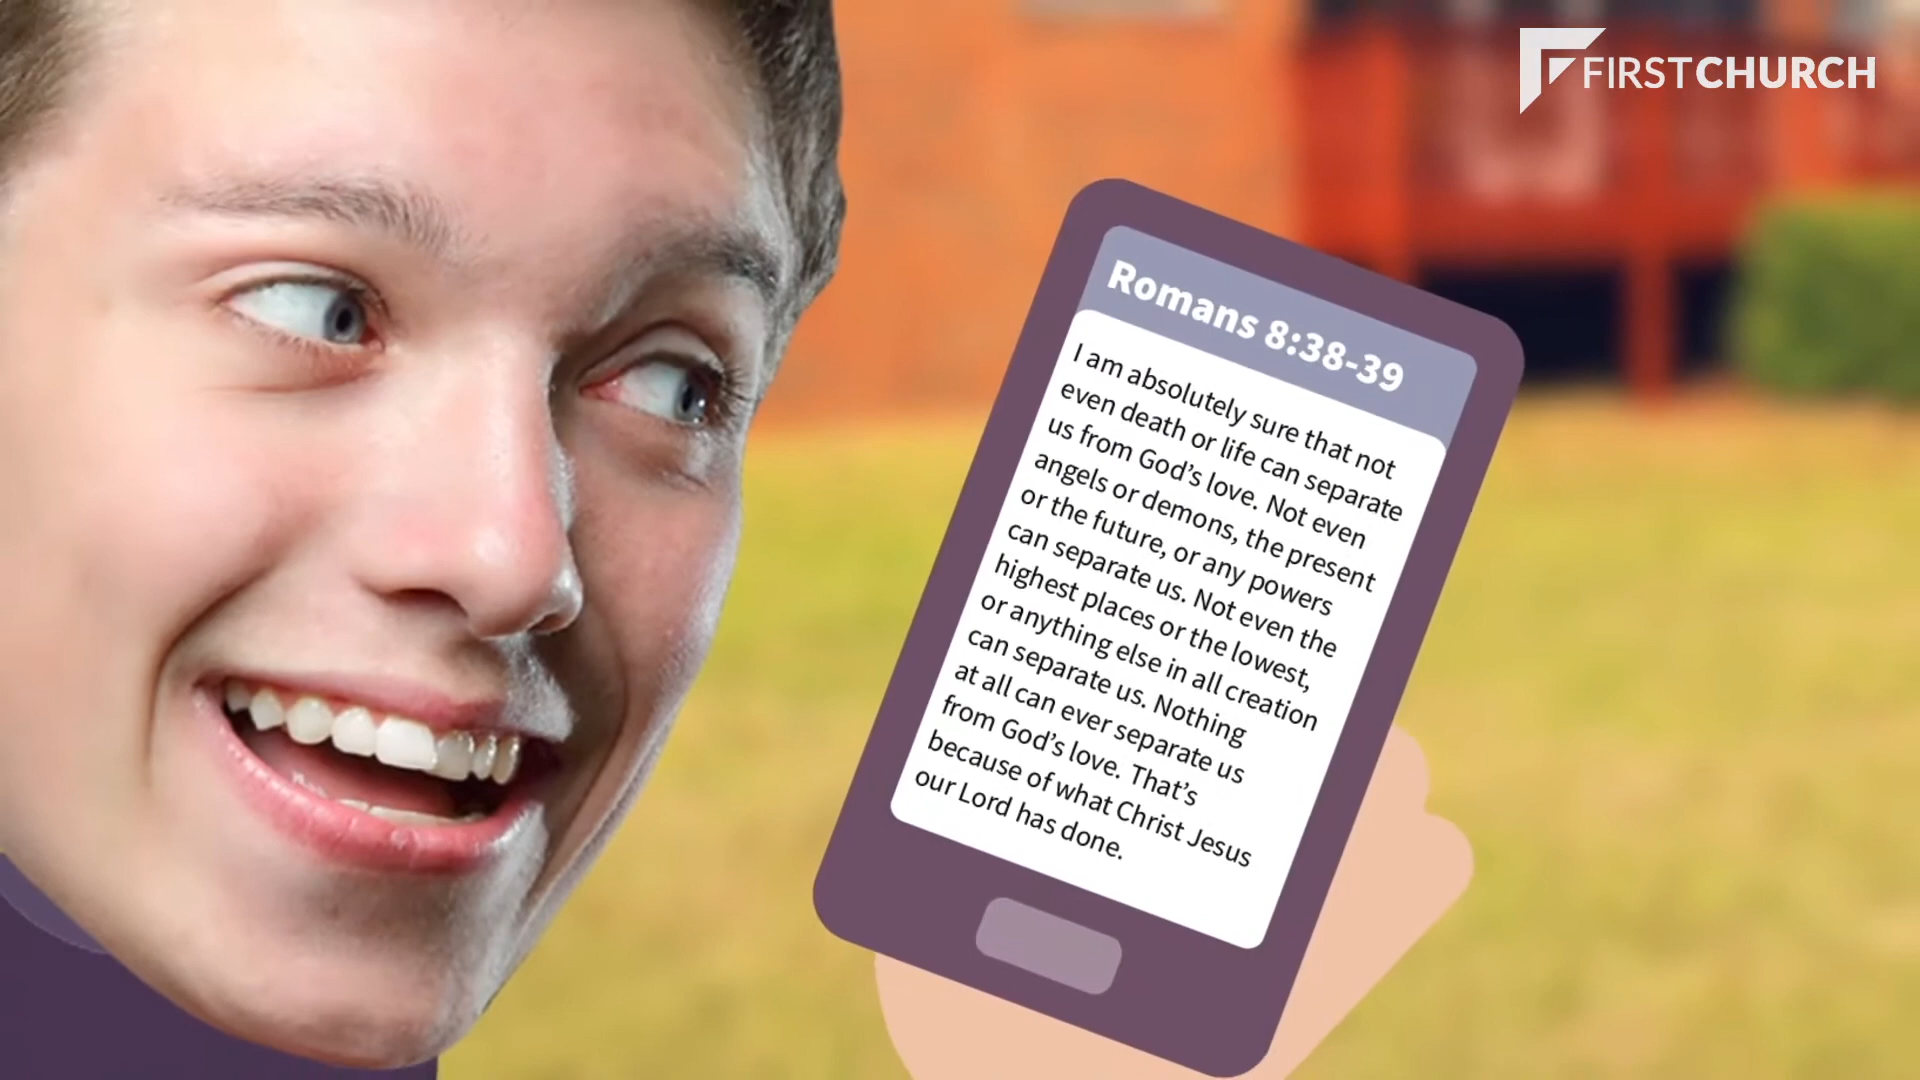 FIRSTCHURCH
Romans 8:38-39
I am absolutely sure that not
even death or life can separate
us from God’s love. Not even
angels or demons, the present
or the future, or any powers
can separate us. Not even the
highest places or the lowest,
or anything else in all creation
can separate us. Nothing
at all can ever separate us
from God’s love. That’s
because of what Christ Jesus
our Lord has done.